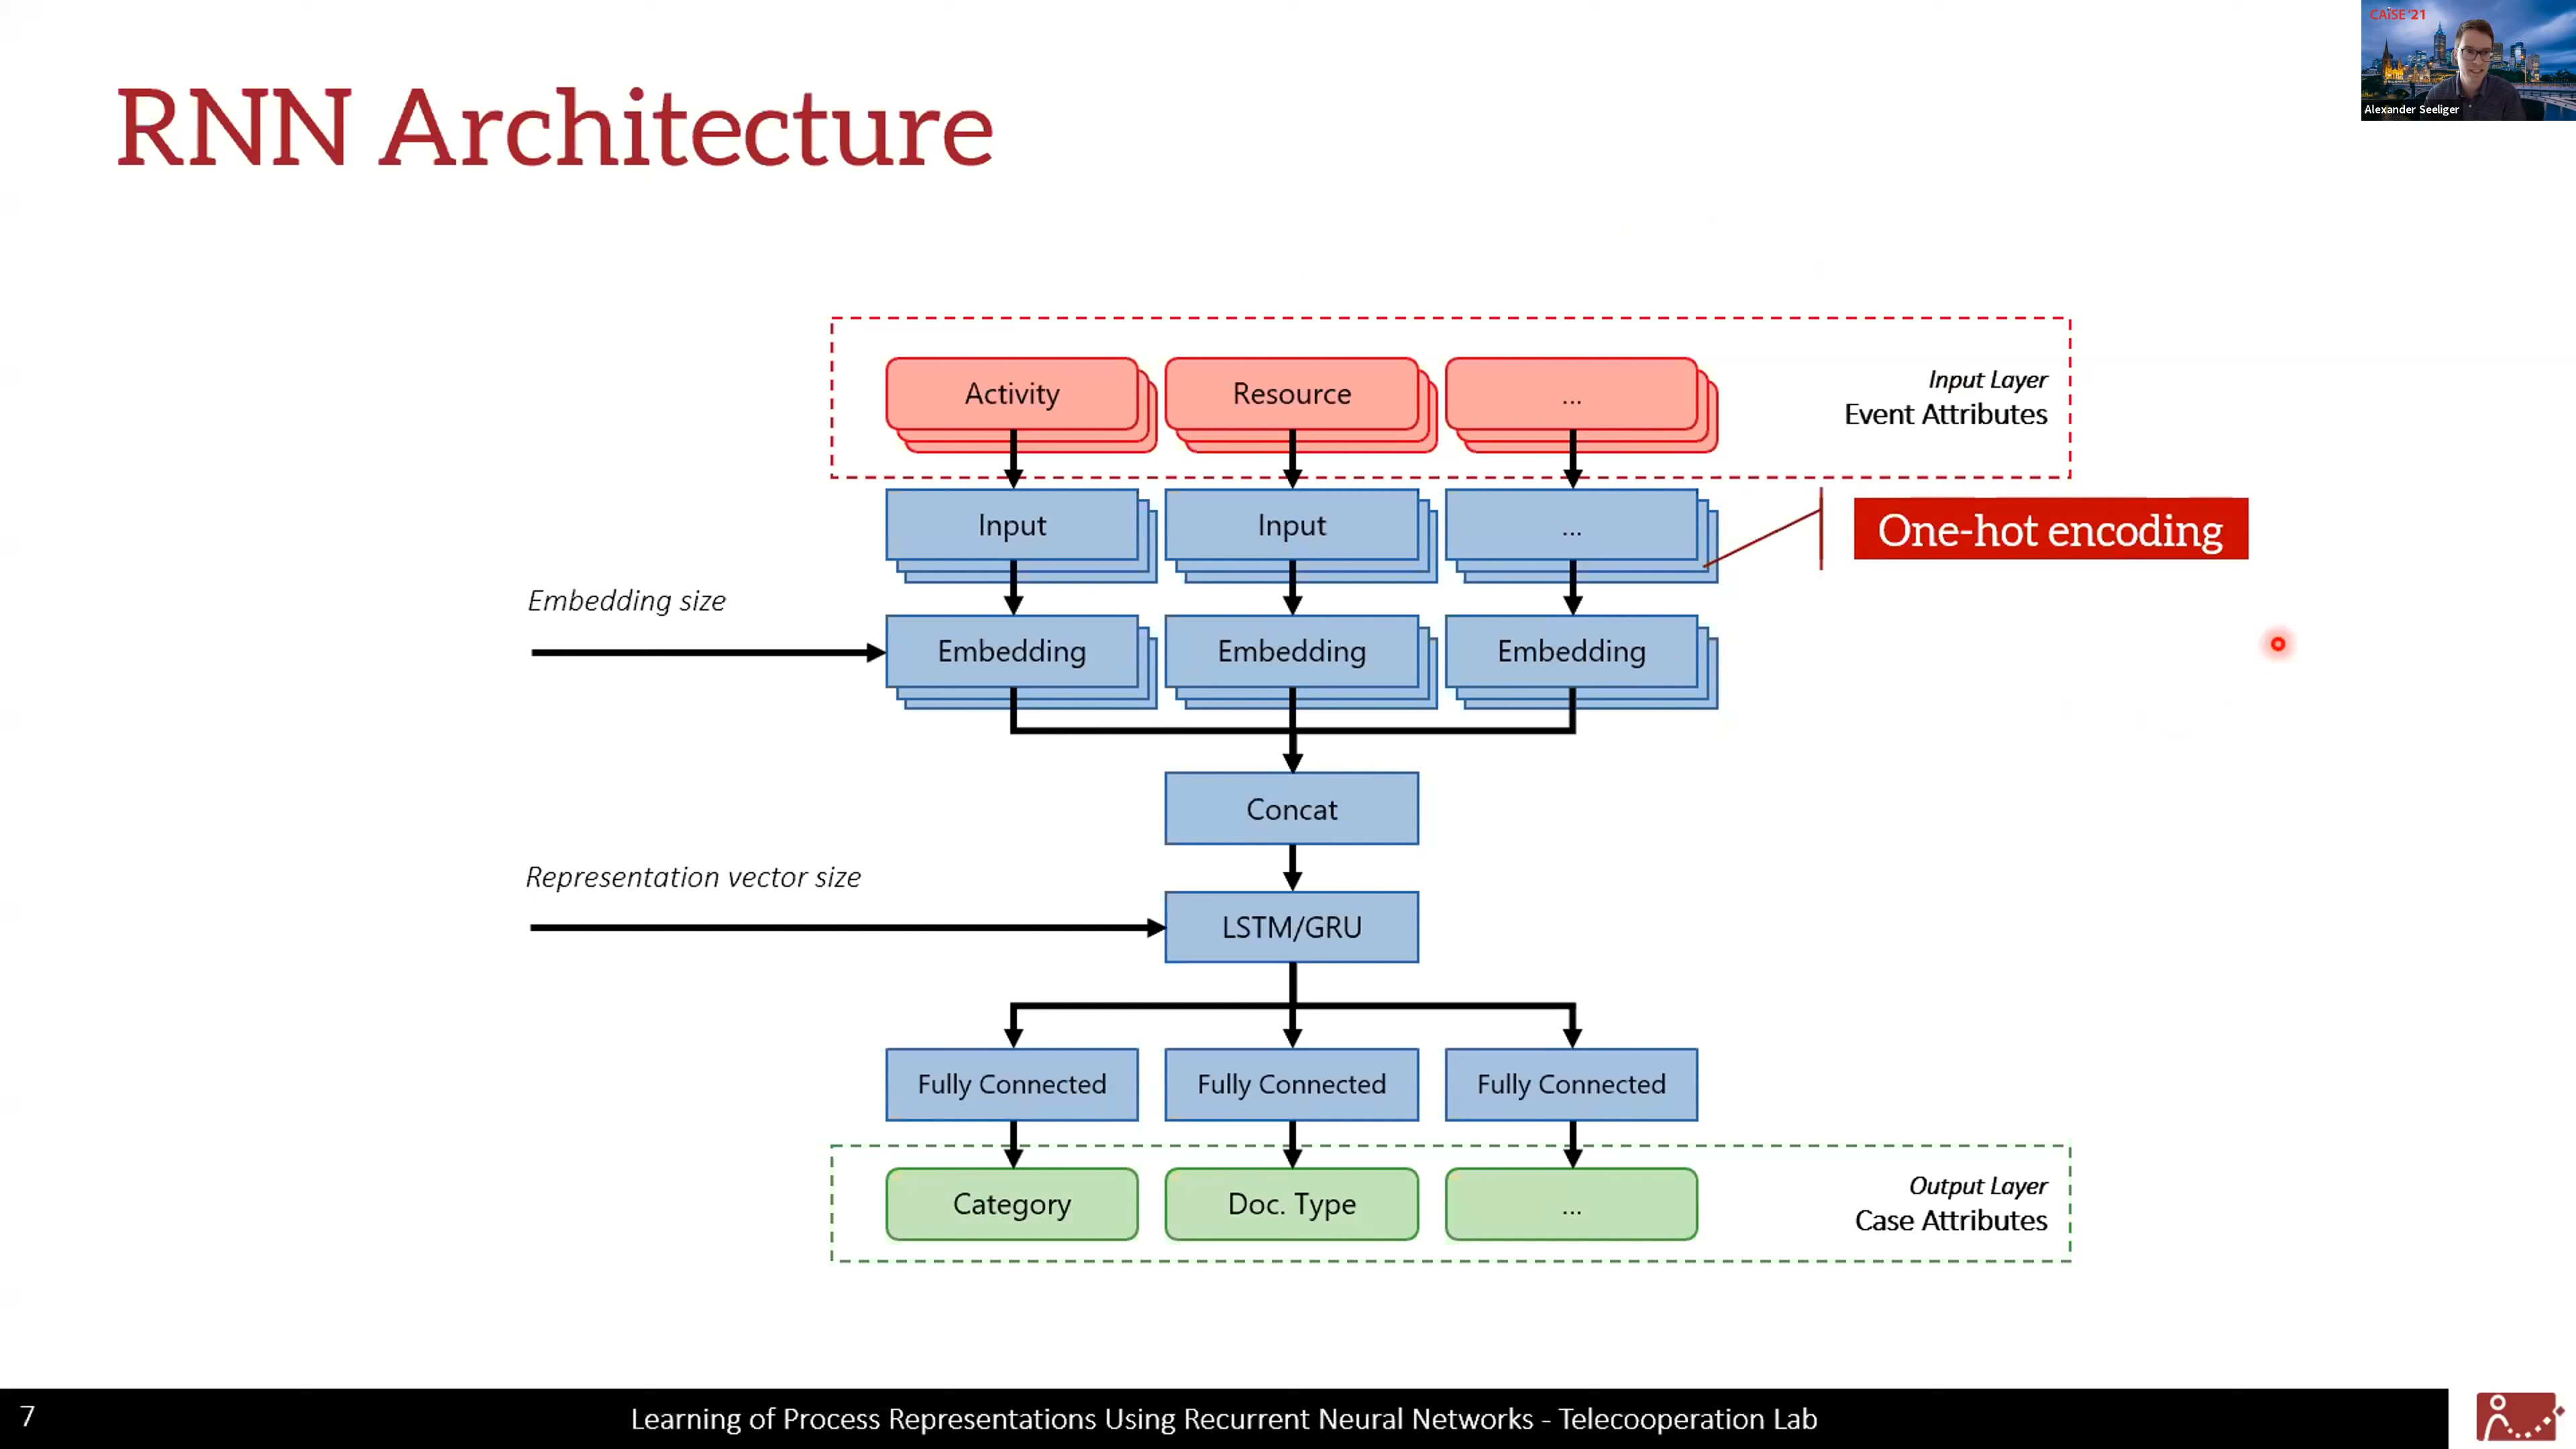 CAiSE '21
Alexander Seeliger
RNN Architecture
Activity
Resource
...
Input Layer
Event Attributes
Input
Input
...
One-hot encoding
Embedding size
Embedding
Embedding
Embedding
Concat
Representation vector size
LSTM/GRU
Fully Connected
Fully Connected
Fully Connected
Category
Doc. Type
...
Output Layer
Case Attributes
7
Learning of Process Representations Using Recurrent Neural Networks - Telecooperation Lab